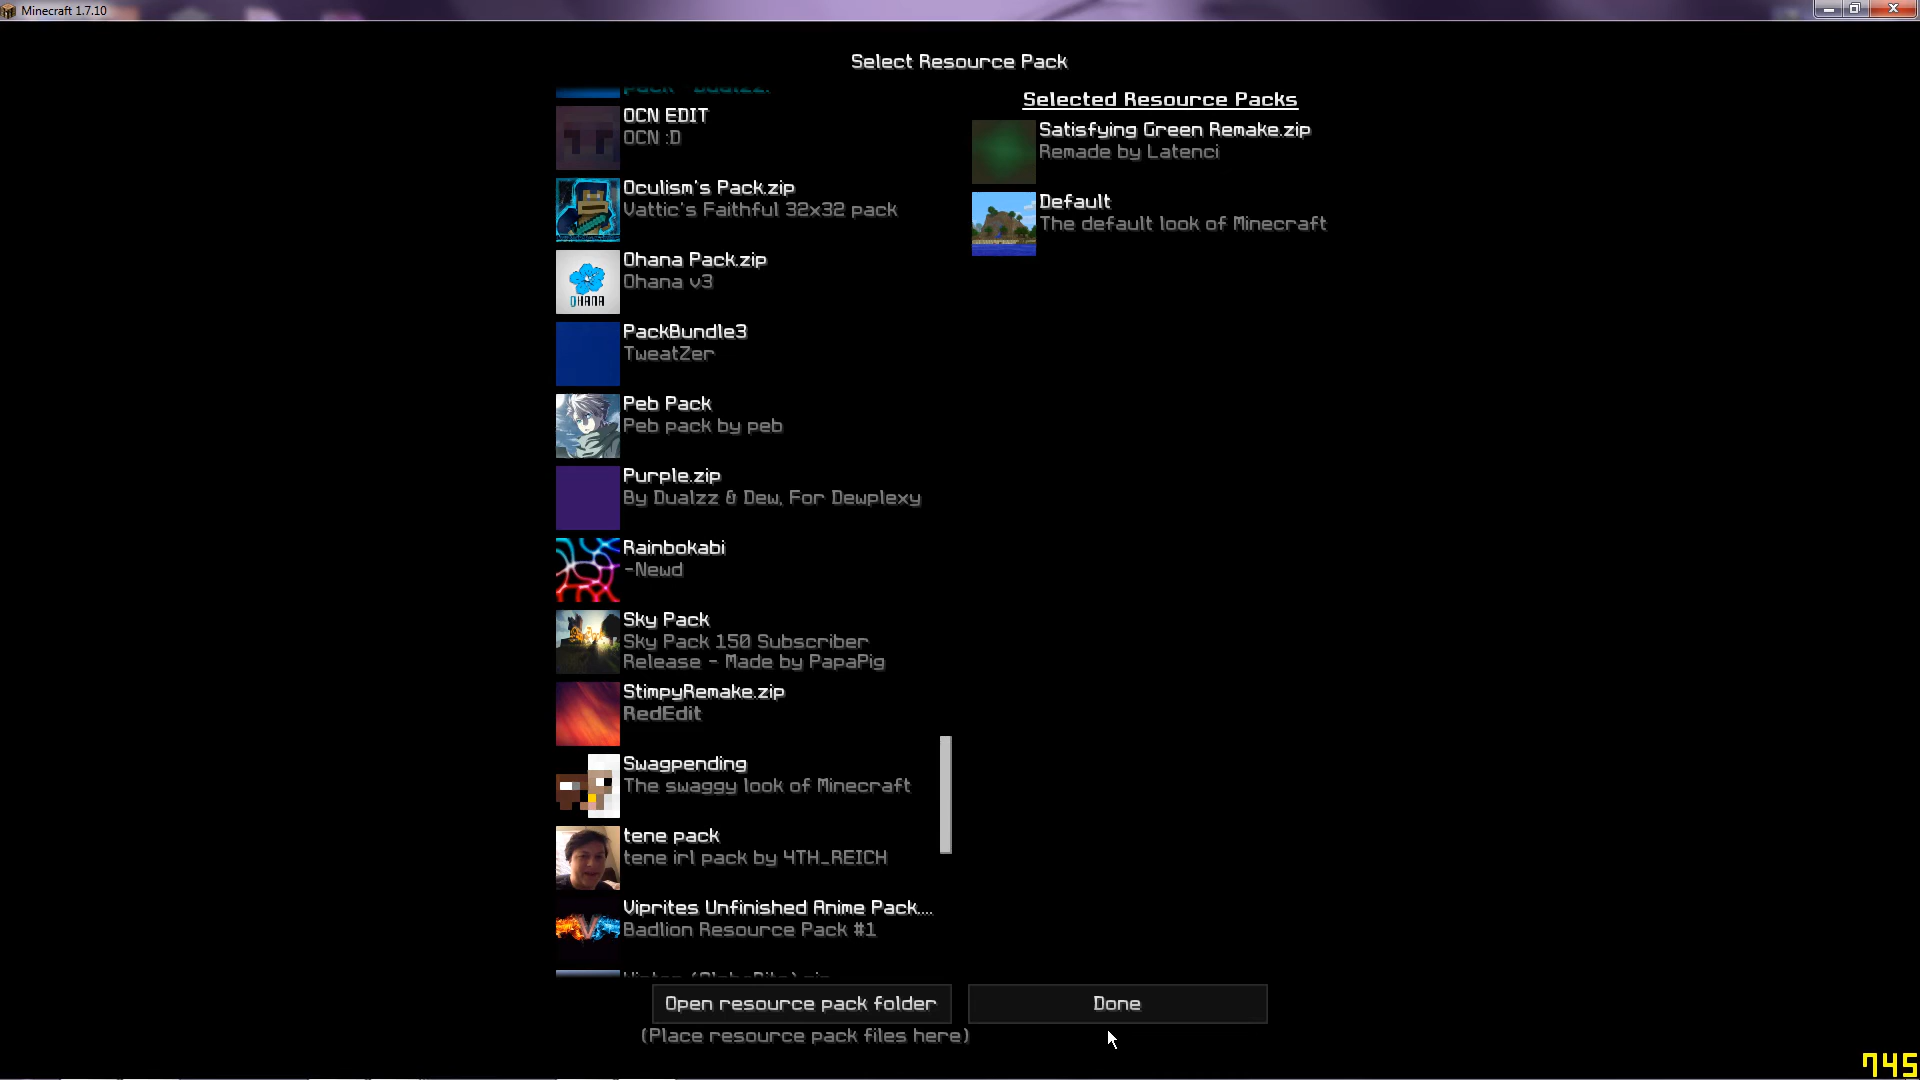 Minecraft 1.7.10
Select Resource Pack
OCN EDIT
OCN :D
Oculism's Pack.zip
Vattic's Faithful 32x32 pack
Ohana Pack.zip
Ohana v3
OHANA
PackBundle3
TweatZer
Peb Pack
Peb pack by peb
Purple.zip
By Dualzz & Dew, For Dewplexy
Rainbokabi
-Newd
Sky Pack
Sky Pack 150 Subscriber
Release - Made by PapaPig
StimpyRemake.zip
RedEdit
Swagpending
The swaggy look of Minecraft
tene pack
tene irl pack by 4TH_REICH
Viprites Unfinished Anime Pack....
Badlion Resource Pack #1
Selected Resource Packs
Satisfying Green Remake.zip
Remade by Latenci
Default
The default look of Minecraft
Open resource pack folder
Done
(Place resource pack files here)
745